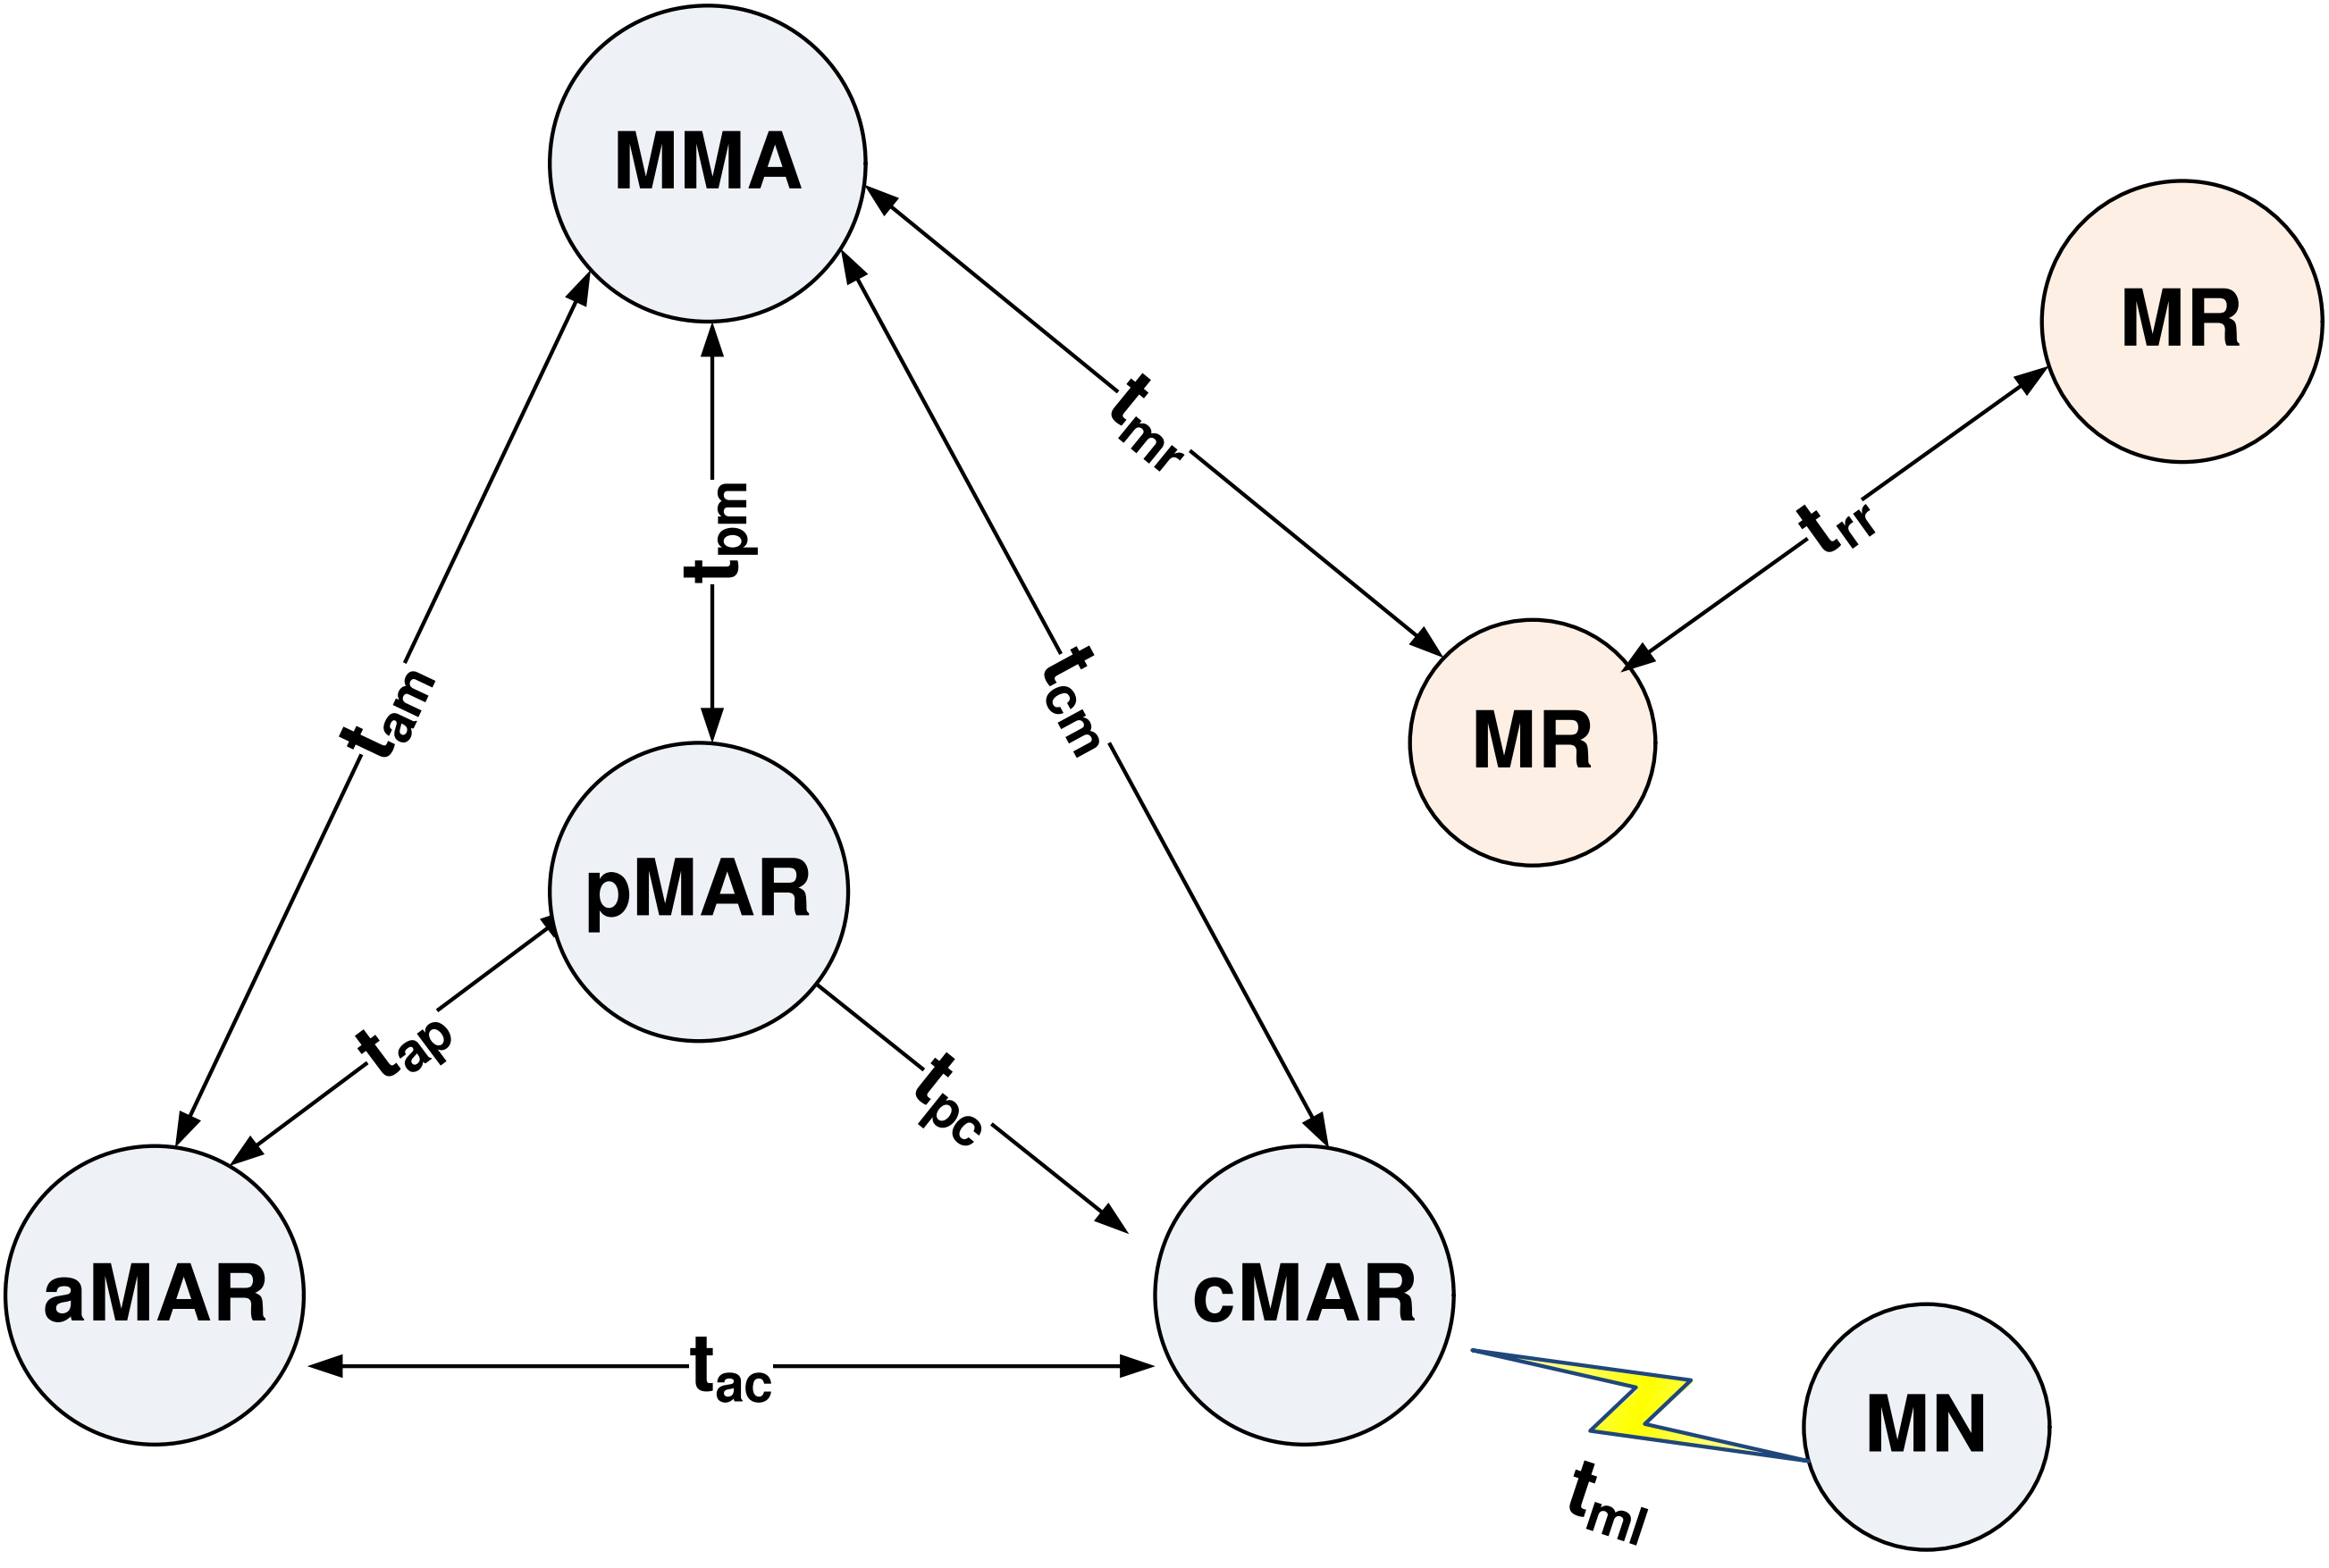 MMA
MR
t_mr
t_rr
t_pm
t_cm
t_am
MR
pMAR
t_ap
t_pc
aMAR
cMAR
t_ac
MN
t_ml